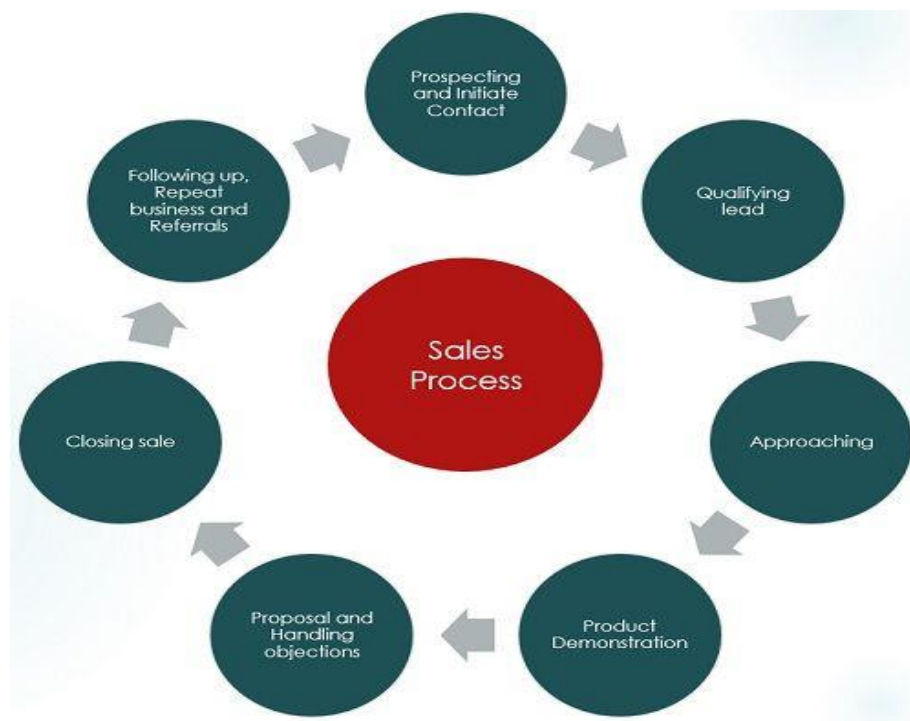 Prospecting
and Initiate
Contact
Qualifying
lead
Approaching
Product
Demonstration
Proposal and
Handling
objections
Closing sale
Following up,
Repeat
business and
Referrals
Sales
Process